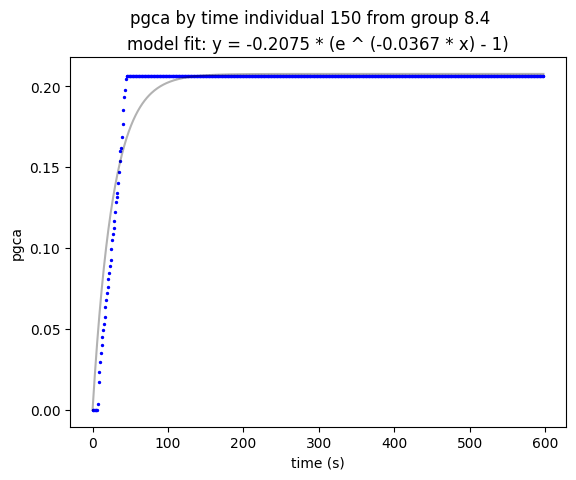 pgca by time individual 150 from group 8.4
model fit: y = -0.2075 * (e ^ (-0.0367 * x) - 1)
0.20
0.15
0.10
0.05
0.00
pgca
0 100 200 300 400 500 600
time (s)